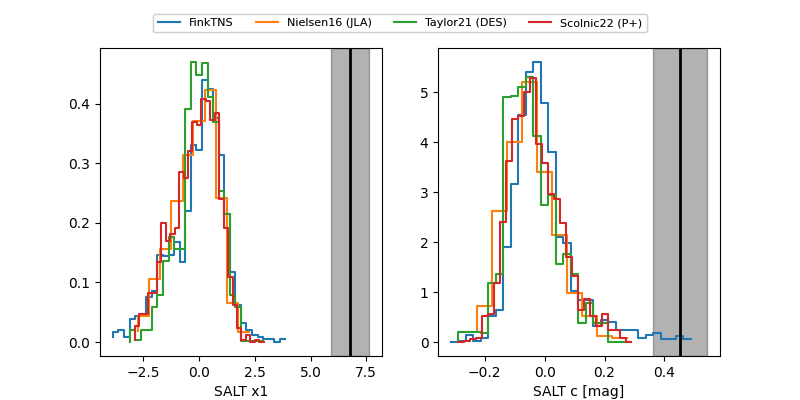 FinkTNS Nielsen16 (JLA) Taylor21 (DES) Scolnic22 (P+)
0.4
0.3
0.2
0.1
0.0
−2.5 0.0 2.5 5.0 7.5
SALT x1
5
4
3
2
1
0
−0.2 0.0 0.2 0.4
SALT c [mag]